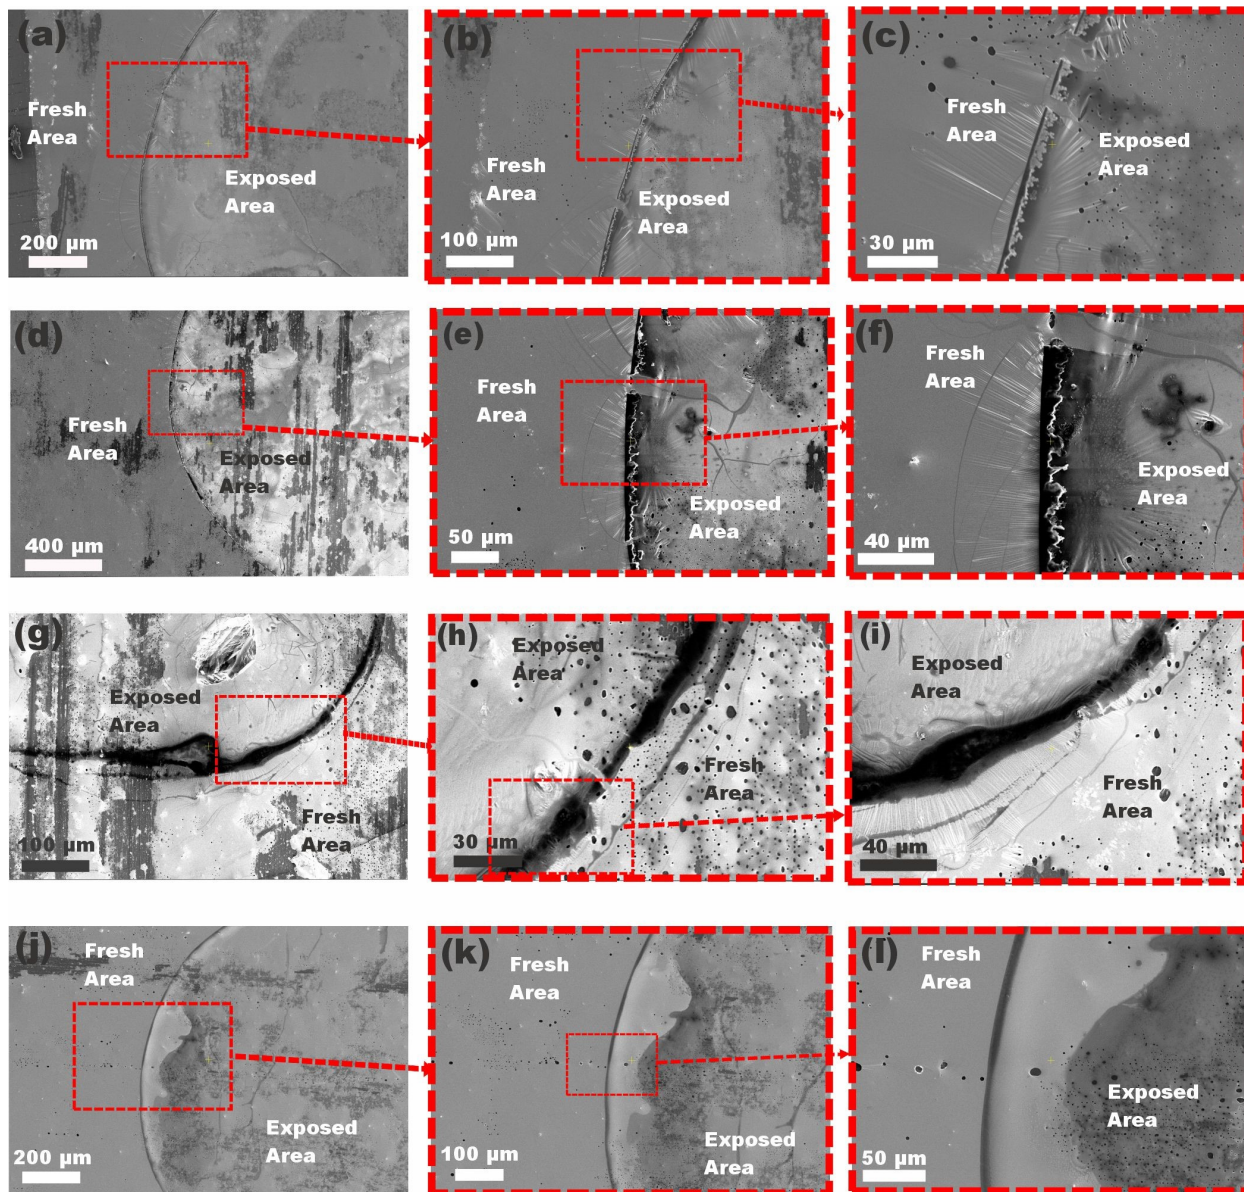 (a)
Fresh
Area
Exposed
Area
200 µm
(b)
Fresh
Area
Exposed
Area
100 µm
(c)
Fresh
Area
Exposed
Area
30 µm
(d)
Fresh
Area
Exposed
Area
400 µm
(e)
Fresh
Area
Exposed
Area
50 µm
(f)
Fresh
Area
Exposed
Area
40 µm
(g)
Exposed
Area
Fresh
Area
100 µm
(h)
Exposed
Area
Fresh
Area
30 µm
(i)
Exposed
Area
Fresh
Area
40 µm
(j)
Fresh
Area
Exposed
Area
200 µm
(k)
Fresh
Area
Exposed
Area
100 µm
(l)
Fresh
Area
Exposed
Area
50 µm